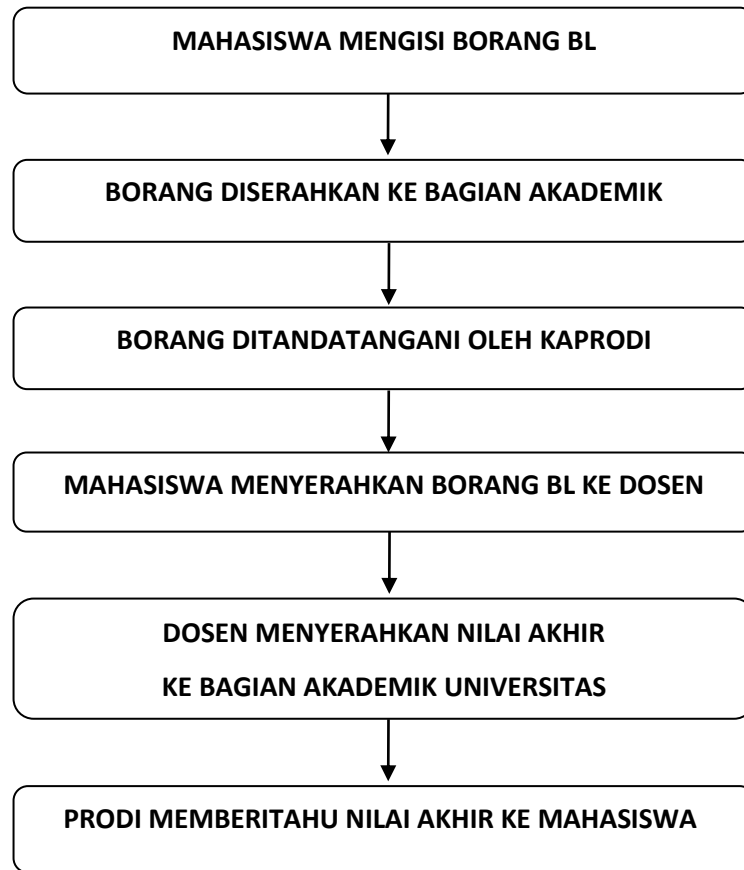 MAHASISWA MENGISI BORANG BL
BORANG DISERAHKAN KE BAGIAN AKADEMIK
BORANG DITANDATANGANI OLEH KAPRODI
MAHASISWA MENYERAHKAN BORANG BL KE DOSEN
DOSEN MENYERAHKAN NILAI AKHIR
KE BAGIAN AKADEMIK UNIVERSITAS
PRODI MEMBERITAHU NILAI AKHIR KE MAHASISWA